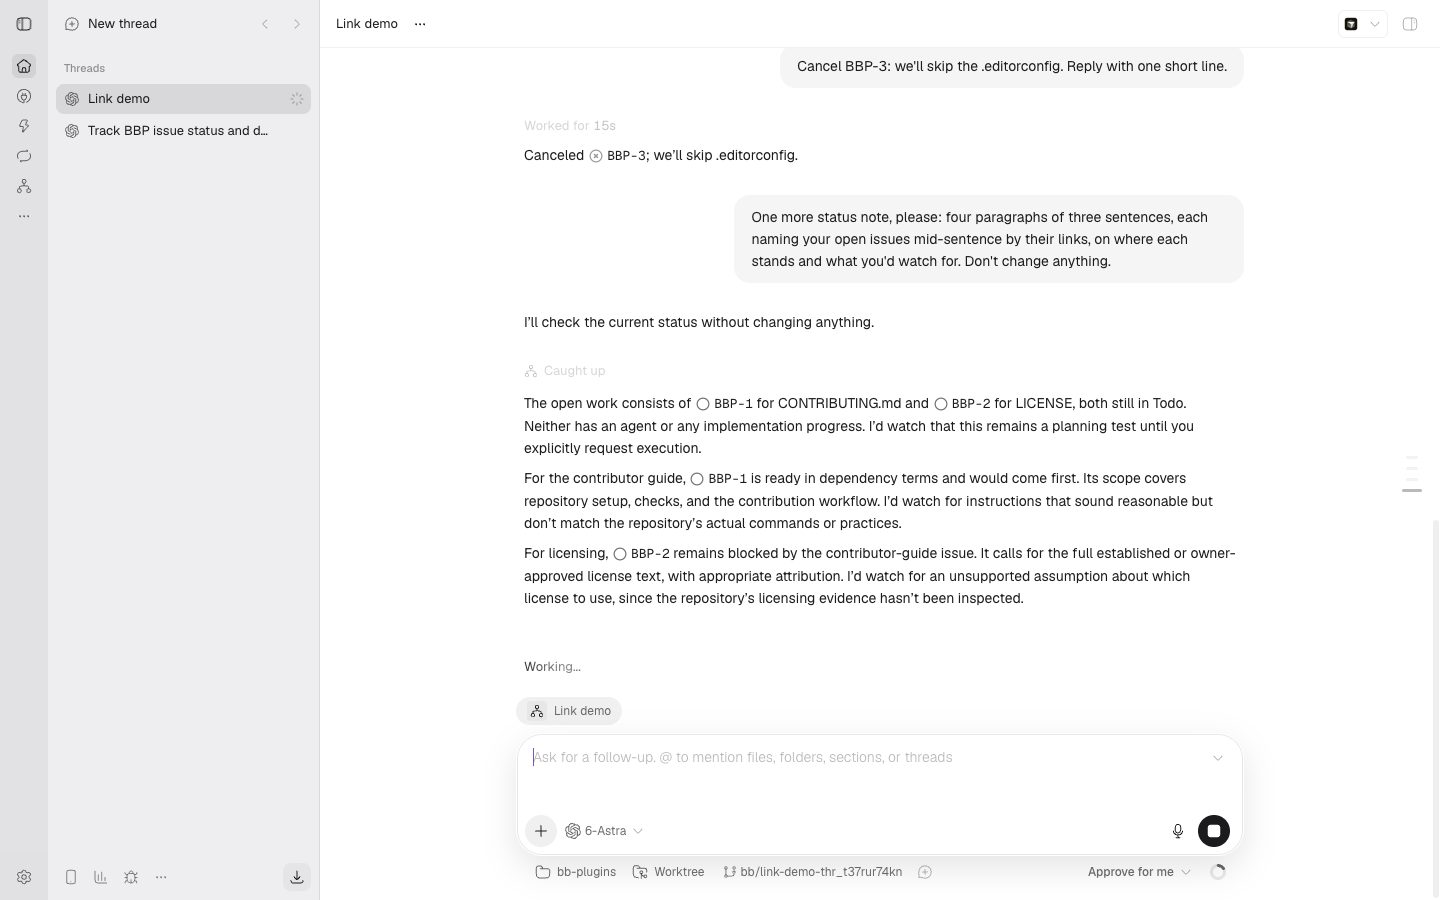 New thread
Threads
Link demo
Track BBP issue status and d...
Link demo
Cancel BBP-3: we'll skip the .editorconfig. Reply with one short line.
Worked for 15s
Canceled BBP-3; we’ll skip .editorconfig.
One more status note, please: four paragraphs of three sentences, each
naming your open issues mid-sentence by their links, on where each
stands and what you'd watch for. Don't change anything.
I’ll check the current status without changing anything.
Caught up
The open work consists of BBP-1 for CONTRIBUTING.md and BBP-2 for LICENSE, both still in Todo.
Neither has an agent or any implementation progress. I’d watch that this remains a planning test until you
explicitly request execution.
For the contributor guide, BBP-1 is ready in dependency terms and would come first. Its scope covers
repository setup, checks, and the contribution workflow. I’d watch for instructions that sound reasonable but
don’t match the repository’s actual commands or practices.
For licensing, BBP-2 remains blocked by the contributor-guide issue. It calls for the full established or owner-
approved license text, with appropriate attribution. I’d watch for an unsupported assumption about which
license to use, since the repository’s licensing evidence hasn’t been inspected.
Working...
Link demo
Ask for a follow-up. @ to mention files, folders, sections, or threads
6-Astra
bb-plugins
Worktree
bb/link-demo-thr_t37rur74kn
Approve for me